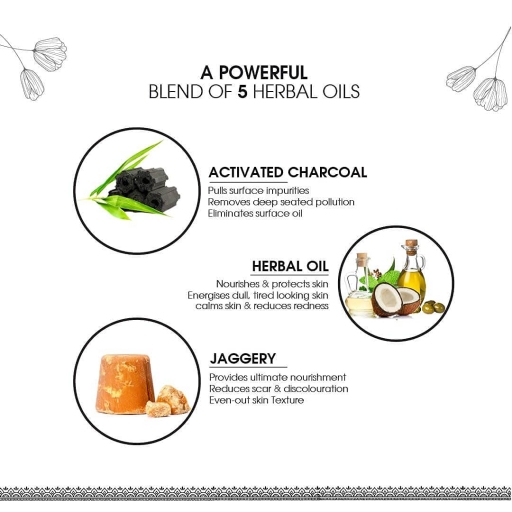 A POWERFUL
BLEND OF 5 HERBAL OILS
ACTIVATED CHARCOAL
Pulls surface impurities
Removes deep seated pollution
Eliminates surface oil
HERBAL OIL
Nourishes & protects skin
Energises dull, tired looking skin
calms skin & reduces redness
JAGGERY
Provides ultimate nourishment
Reduces scar & discolouration
Even-out skin Texture